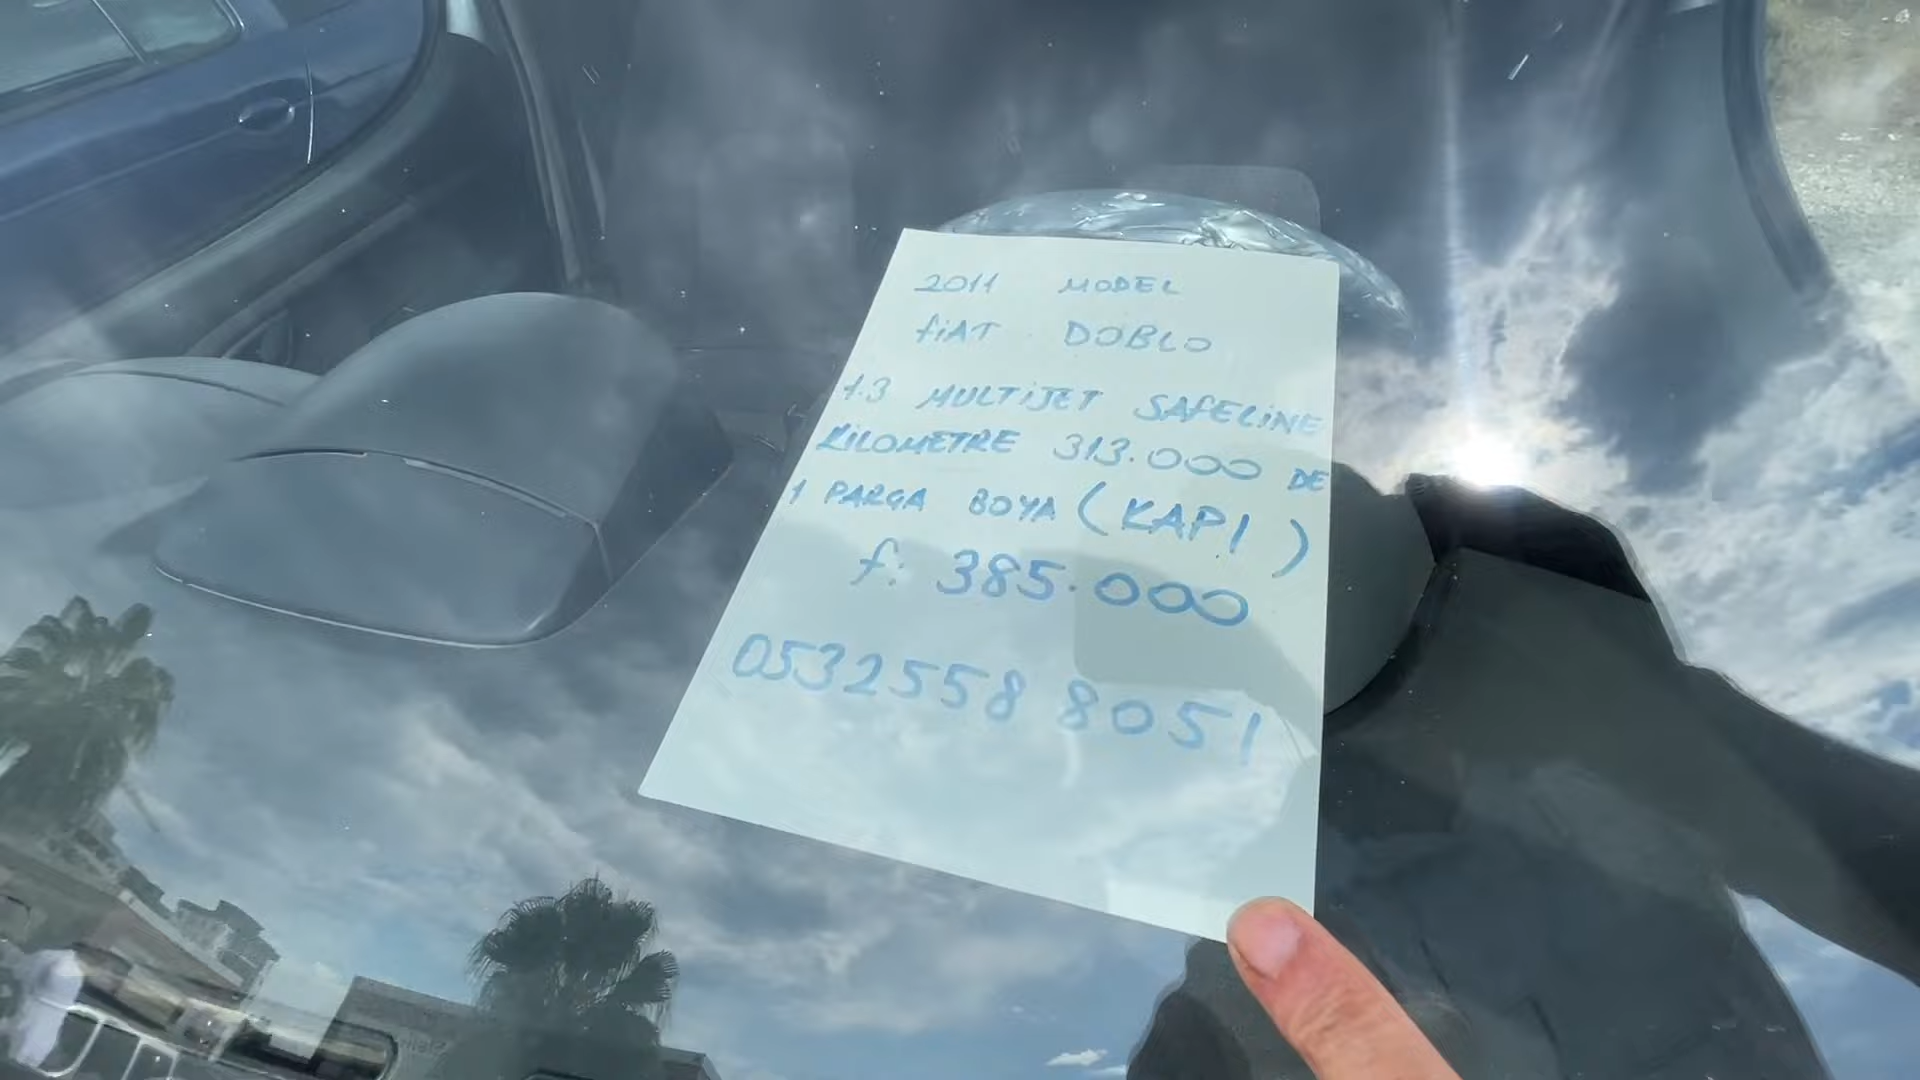 2011 MODEL
fiAT DOBLO
1.3 MULTiJET SAFELiNE
KiLOMETRE 313.000 DE
1 PARÇA BOYA (KAPI)
f: 385.000
0532558 8051